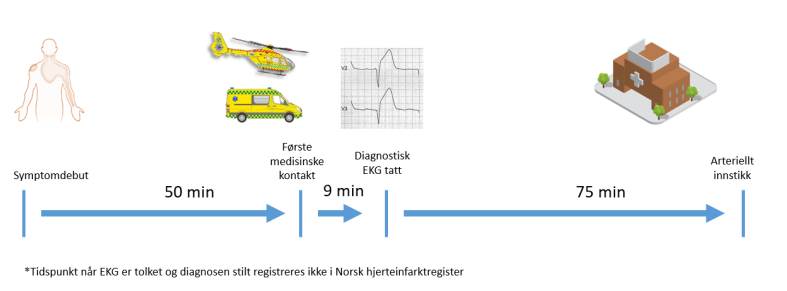 Symptomdebut
Første
medisinske
kontakt
Diagnostisk
EKG tatt
Arteriellt
innstikk
V2
V3
50 min
9 min
75 min
*Tidspunkt når EKG er tolket og diagnosen stilt registreres ikke i Norsk hjerteinfarktregister